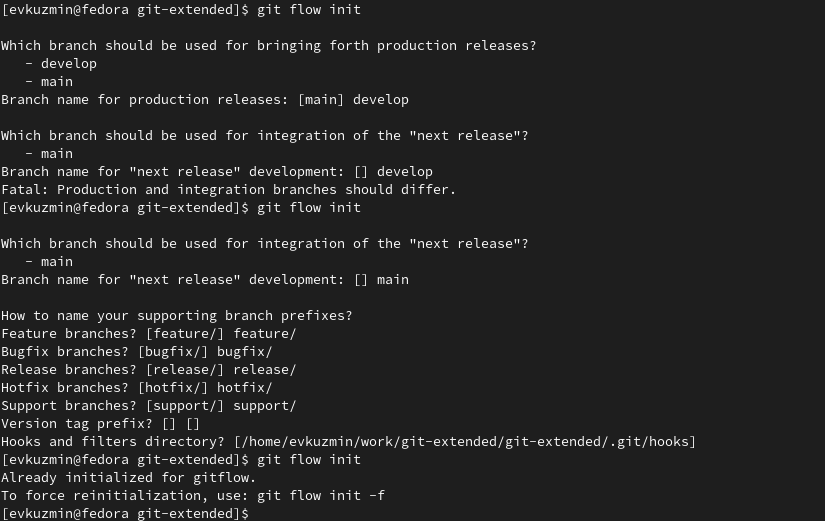 [evkuzmin@fedora git-extended]$ git flow init
Which branch should be used for bringing forth production releases?
- develop
- main
Branch name for production releases: [main] develop
Which branch should be used for integration of the "next release"?
- main
Branch name for "next release" development: [] develop
Fatal: Production and integration branches should differ.
[evkuzmin@fedora git-extended]$ git flow init
Which branch should be used for integration of the "next release"?
- main
Branch name for "next release" development: [] main
How to name your supporting branch prefixes?
Feature branches? [feature/] feature/
Bugfix branches? [bugfix/] bugfix/
Release branches? [release/] release/
Hotfix branches? [hotfix/] hotfix/
Support branches? [support/] support/
Version tag prefix? [] []
Hooks and filters directory? [/home/evkuzmin/work/git-extended/git-extended/.git/hooks]
[evkuzmin@fedora git-extended]$ git flow init
Already initialized for gitflow.
To force reinitialization, use: git flow init -f
[evkuzmin@fedora git-extended]$